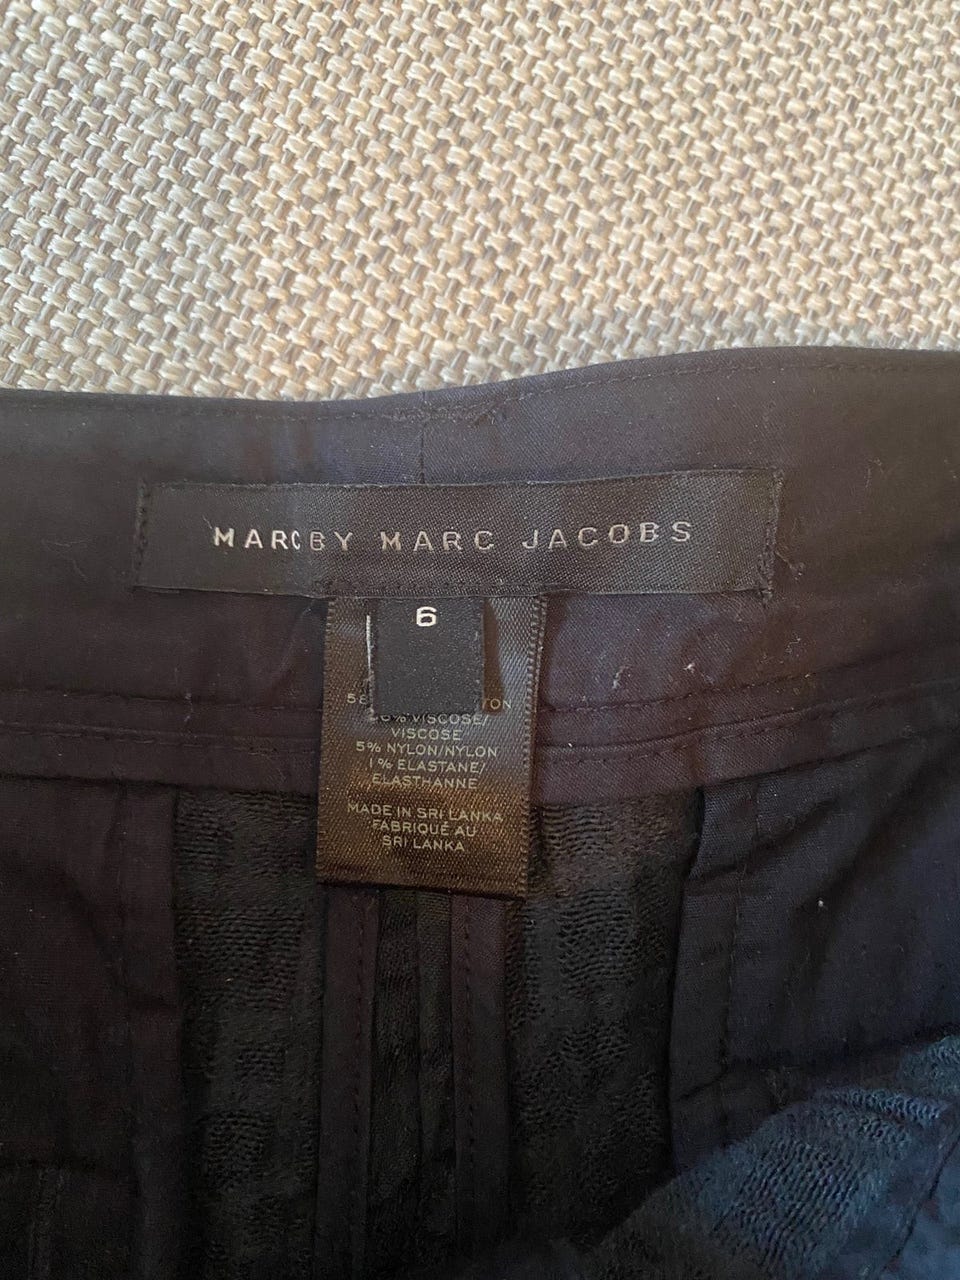 MARC BY MARC JACOBS
6
VISCOSE/
VISCOSE
5% NYLON/NYLON
1% ELASTANE/
ELASTHANNE
MADE IN SRI LANKA
FABRIQUÉ AU
SRI LANKA